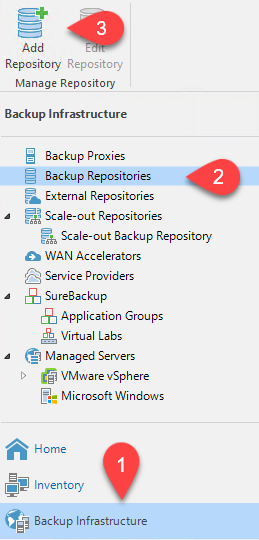 3
Add
Repository
Edit
Repository
Manage Repository
Backup Infrastructure
Backup Proxies
Backup Repositories
2
External Repositories
Scale-out Repositories
Scale-out Backup Repository
WAN Accelerators
Service Providers
SureBackup
Application Groups
Virtual Labs
Managed Servers
VMware vSphere
Microsoft Windows
Home
1
Inventory
Backup Infrastructure